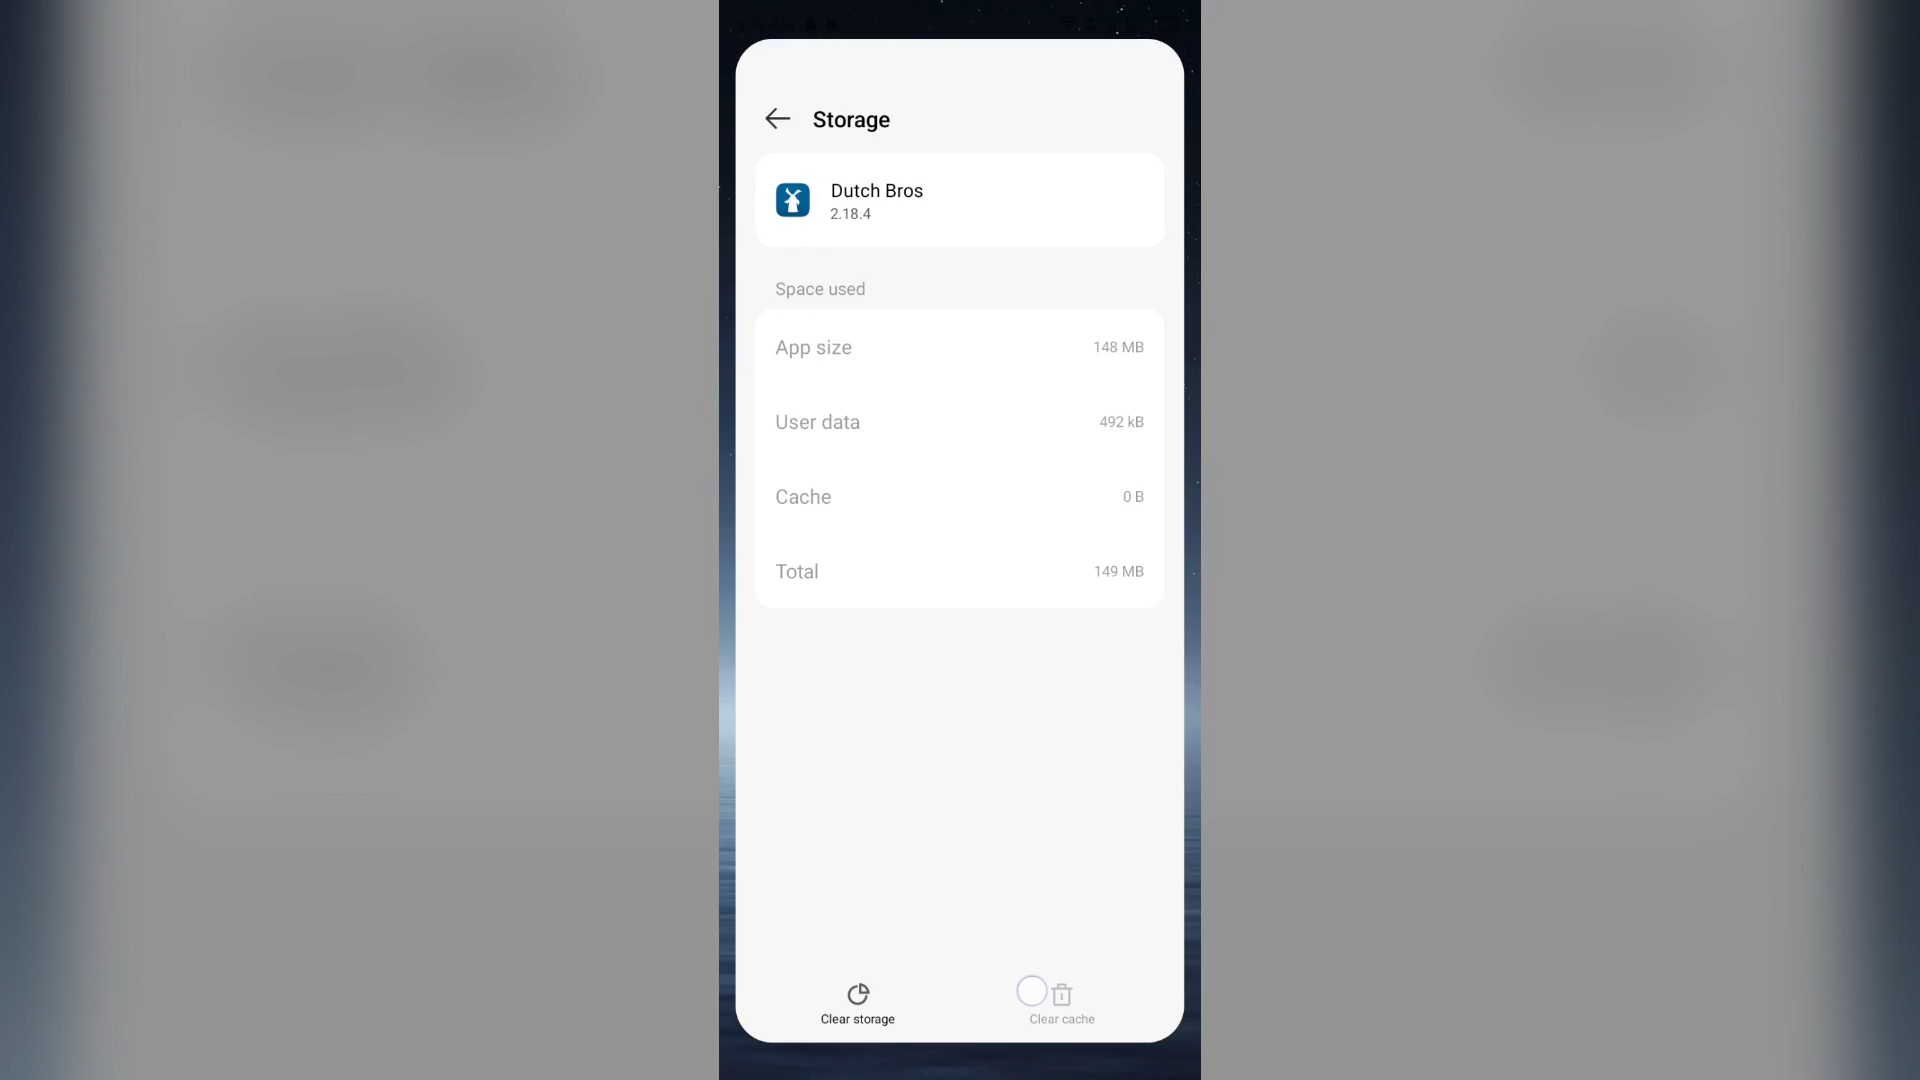 Storage
Dutch Bros
2.18.4
Space used
App size 148 MB
User data 492 kB
Cache 0 B
Total 149 MB
Clear storage Clear cache